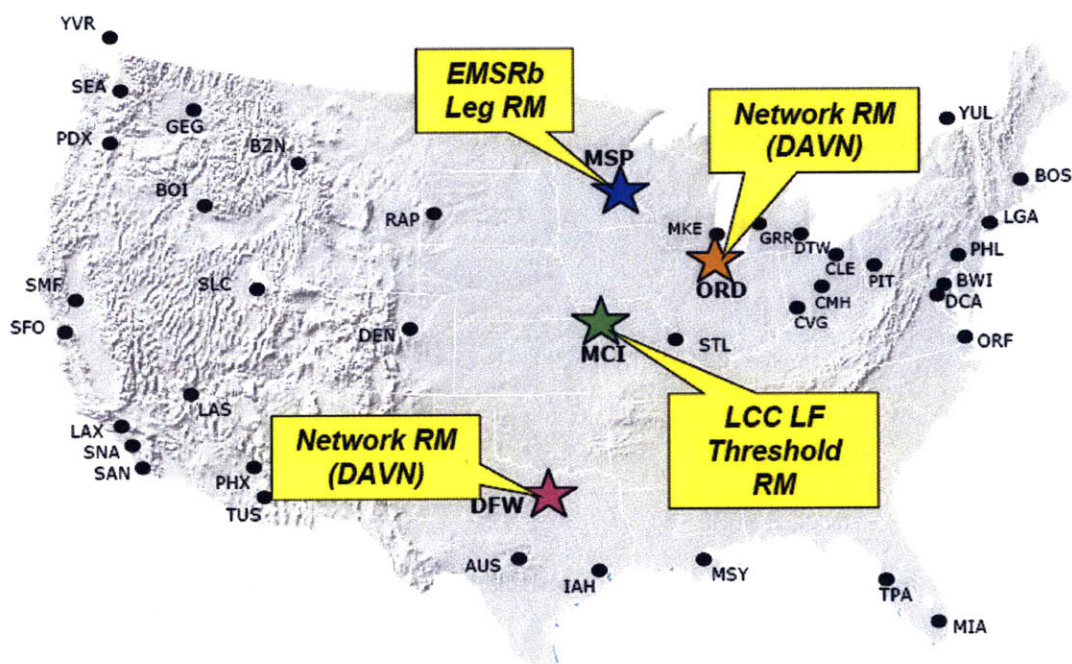 YVR
EMSRb
Leg RM
SEA
Network RM
(DAVN)
GEG
YUL
PDX
BZN
MSP
BOS
BOI
RAP
MKE
GRR
LGA
DTW
PHL
CLE
PIT
SMF
SLC
ORD
BWI
CMH
DCA
CVG
SFO
DEN
MCI
STL
ORF
LAS
LAX
LCC LF
Threshold
RM
SNA
Network RM
(DAVN)
SAN
PHX
DFW
TUS
AUS
IAH
MSY
TPA
MIA